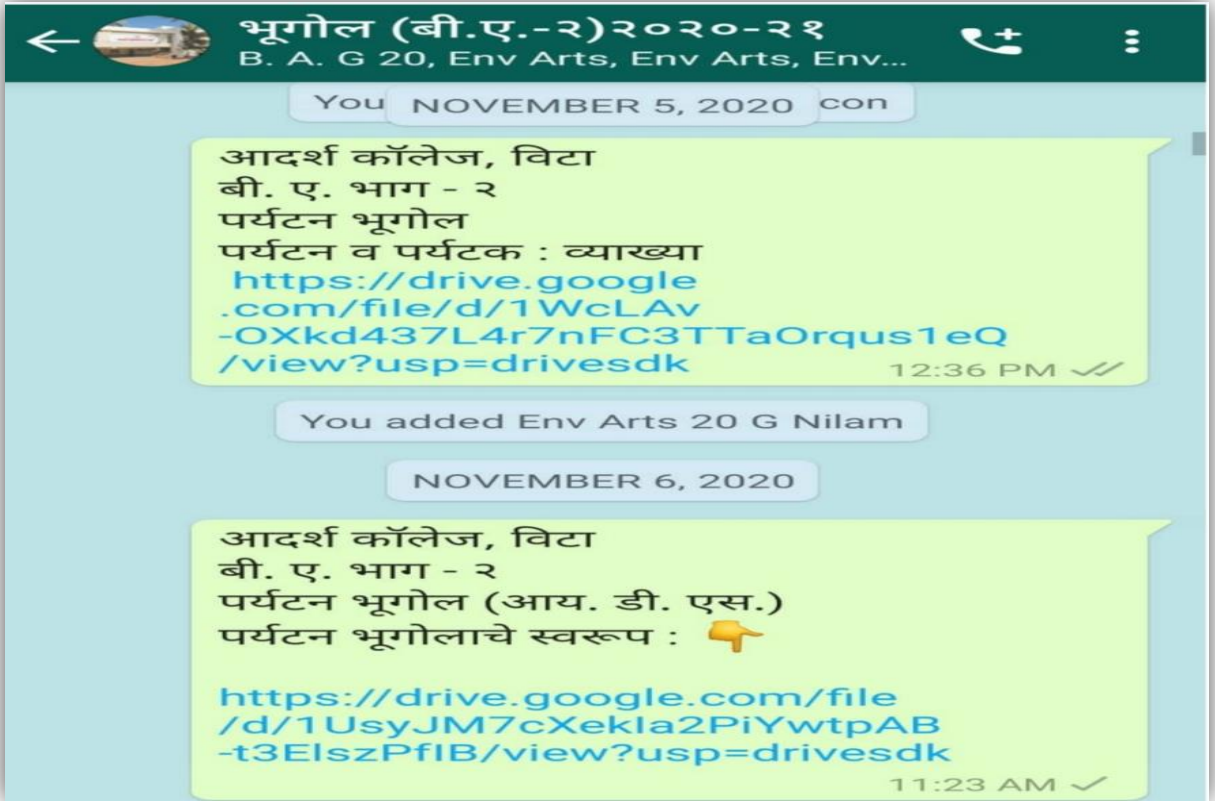 भूगोल (बी.ए.-२)२०२०-२१
B. A. G 20, Env Arts, Env Arts, Env...
You NOVEMBER 5, 2020 con
आदर्श कॉलेज, विटा
बी. ए. भाग - २
पर्यटन भूगोल
पर्यटन व पर्यटक : व्याख्या
https://drive.google
.com/file/d/1WcLAv
-OXkd437L4r7nFC3TTaOrqus1eQ
/view?usp=drivesdk
12:36 PM
You added Env Arts 20 G Nilam
NOVEMBER 6, 2020
आदर्श कॉलेज, विटा
बी. ए. भाग - २
पर्यटन भूगोल (आय. डी. एस.)
पर्यटन भूगोलाचे स्वरूप : 👇
https://drive.google.com/file
/d/1UsyJM7cXekIa2PiYwtpAB
-t3ElszPfIB/view?usp=drivesdk
11:23 AM